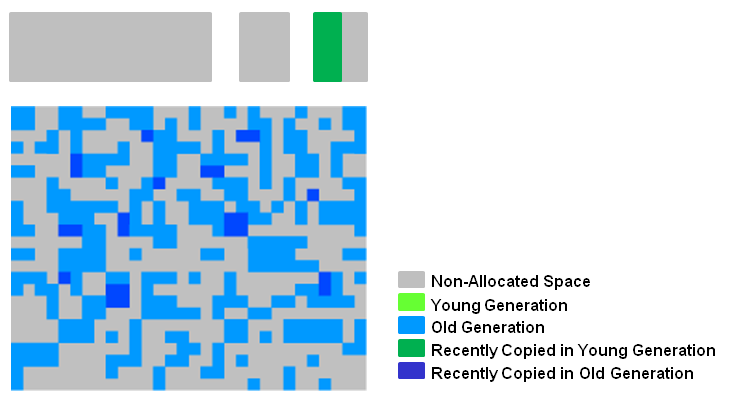 Non-Allocated Space
Young Generation
Old Generation
Recently Copied in Young Generation
Recently Copied in Old Generation